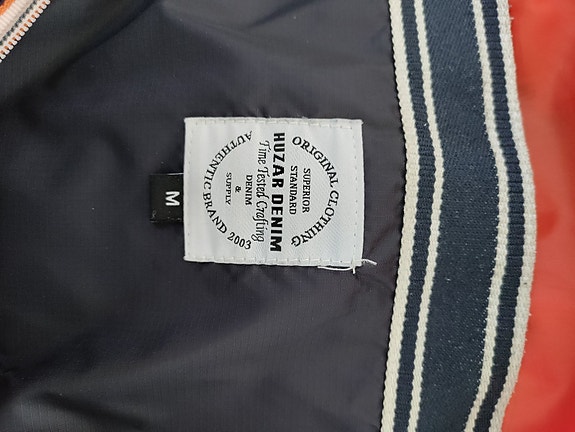 ORIGINAL CLOTHING
SUPERIOR
STANDARD
HUZAR DENIM
Time Tested Crafting
DENIM
&
SUPPLY
AUTHENTIC BRAND 2003
M